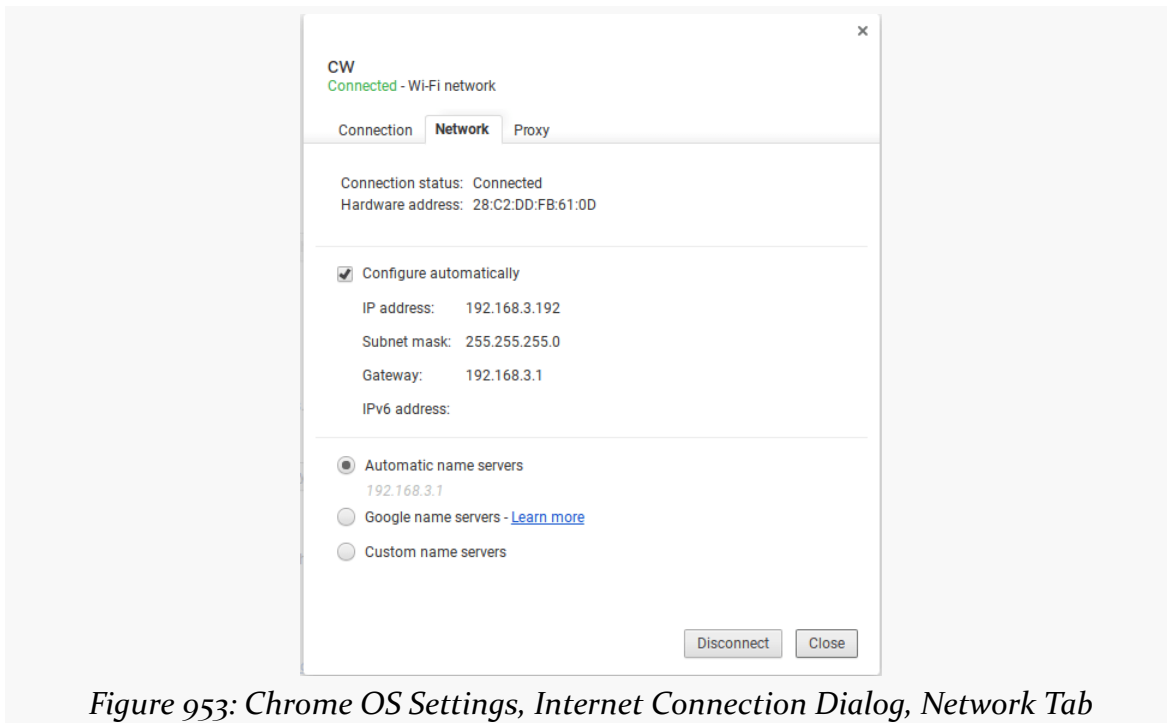 ×
CW
Connected - Wi-Fi network
Connection Network Proxy
Connection status: Connected
Hardware address: 28:C2:DD:FB:61:0D
Configure automatically
IP address: 192.168.3.192
Subnet mask: 255.255.255.0
Gateway: 192.168.3.1
IPv6 address:
Automatic name servers
192.168.3.1
Google name servers - Learn more
Custom name servers
Disconnect Close
Figure 953: Chrome OS Settings, Internet Connection Dialog, Network Tab